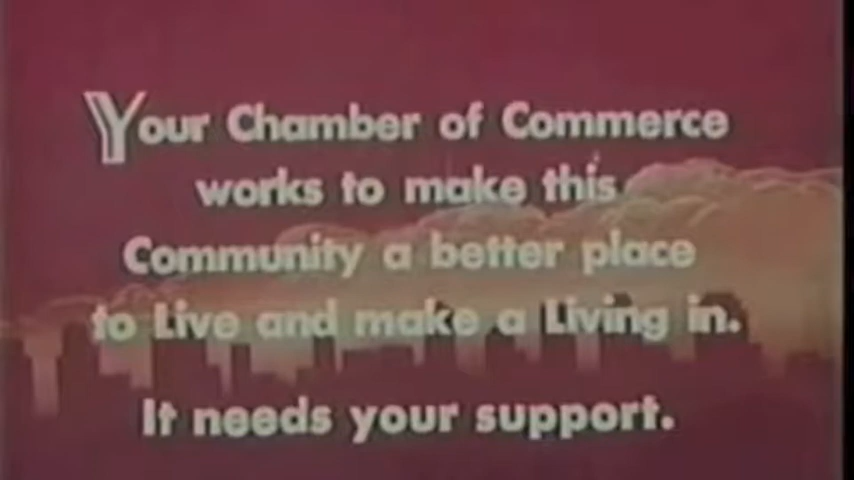 Your Chamber of Commerce
works to make this
Community a better place
to Live and make a Living in.
It needs your support.